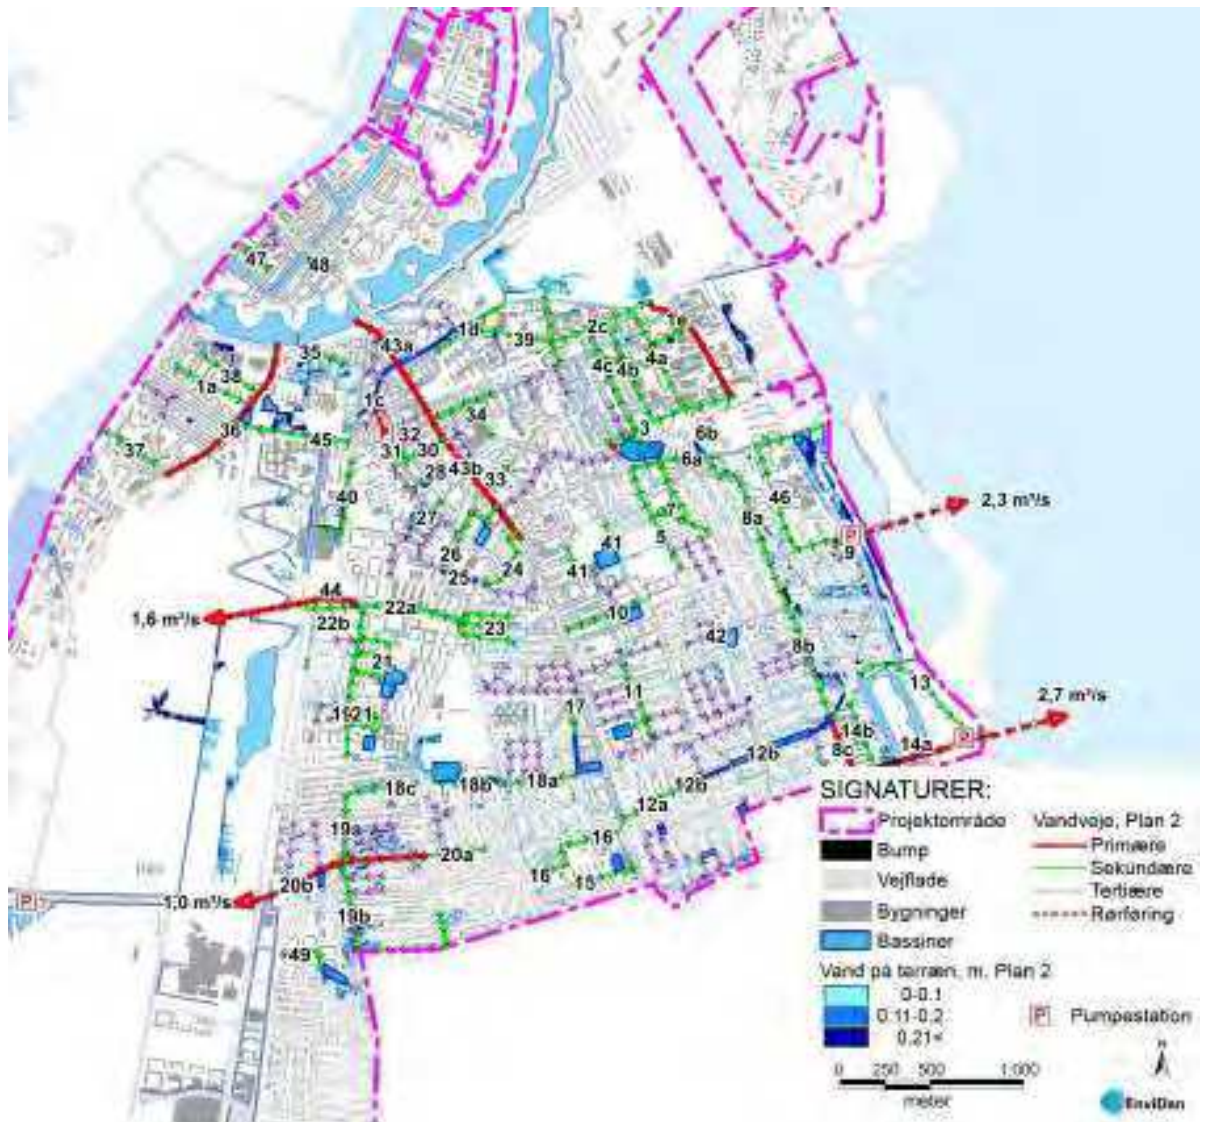 47
48
1d
43a
39
2c
1e
35
38
1a
4c
4b
4a
1c
34
36
45
37
32
31
30
28
43b
33
3
6b
6a
40
27
7
8a
46
2,3 m³/s
5
41
9
26
25
24
41
44
22a
1,6 m³/s
22b
23
10
42
21
8b
11
13
19
21
17
2,7 m³/s
14b
8c
14a
12b
18c
18b
18a
12b
12a
19a
16
20a
16
15
20b
1,0 m³/s
19b
49
P
P
P
SIGNATURER:
Projektområde
Bump
Vejflade
Bygninger
Bassiner
Vand på terræn, m. Plan 2
0-0.1
0.11-0.2
0.21<
Vandveje, Plan 2
Primære
Sekundære
Tertiære
Rørføring
P Pumpestation
N
0 250 500 1.000
meter
EnviDan